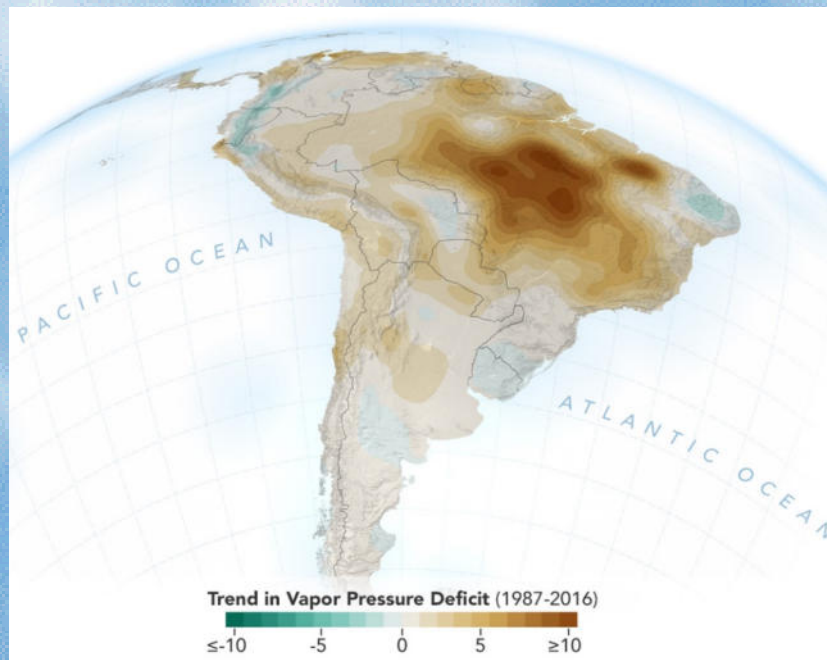 PACIFIC OCEAN
ATLANTIC OCEAN
Trend in Vapor Pressure Deficit (1987-2016)
≤-10 -5 0 5 ≥10